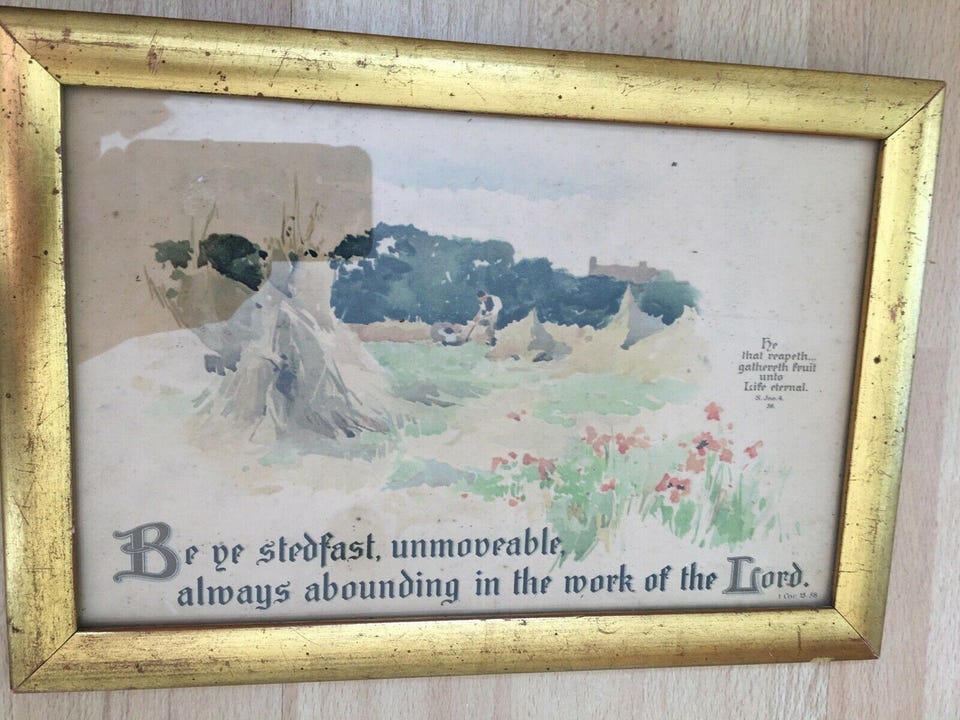 He
that reapeth...
gathereth fruit
unto
Life eternal.
S. Jno. 4.
36.
Be ye stedfast, unmoveable,
always abounding in the work of the Lord.
1 Cor. 15. 58